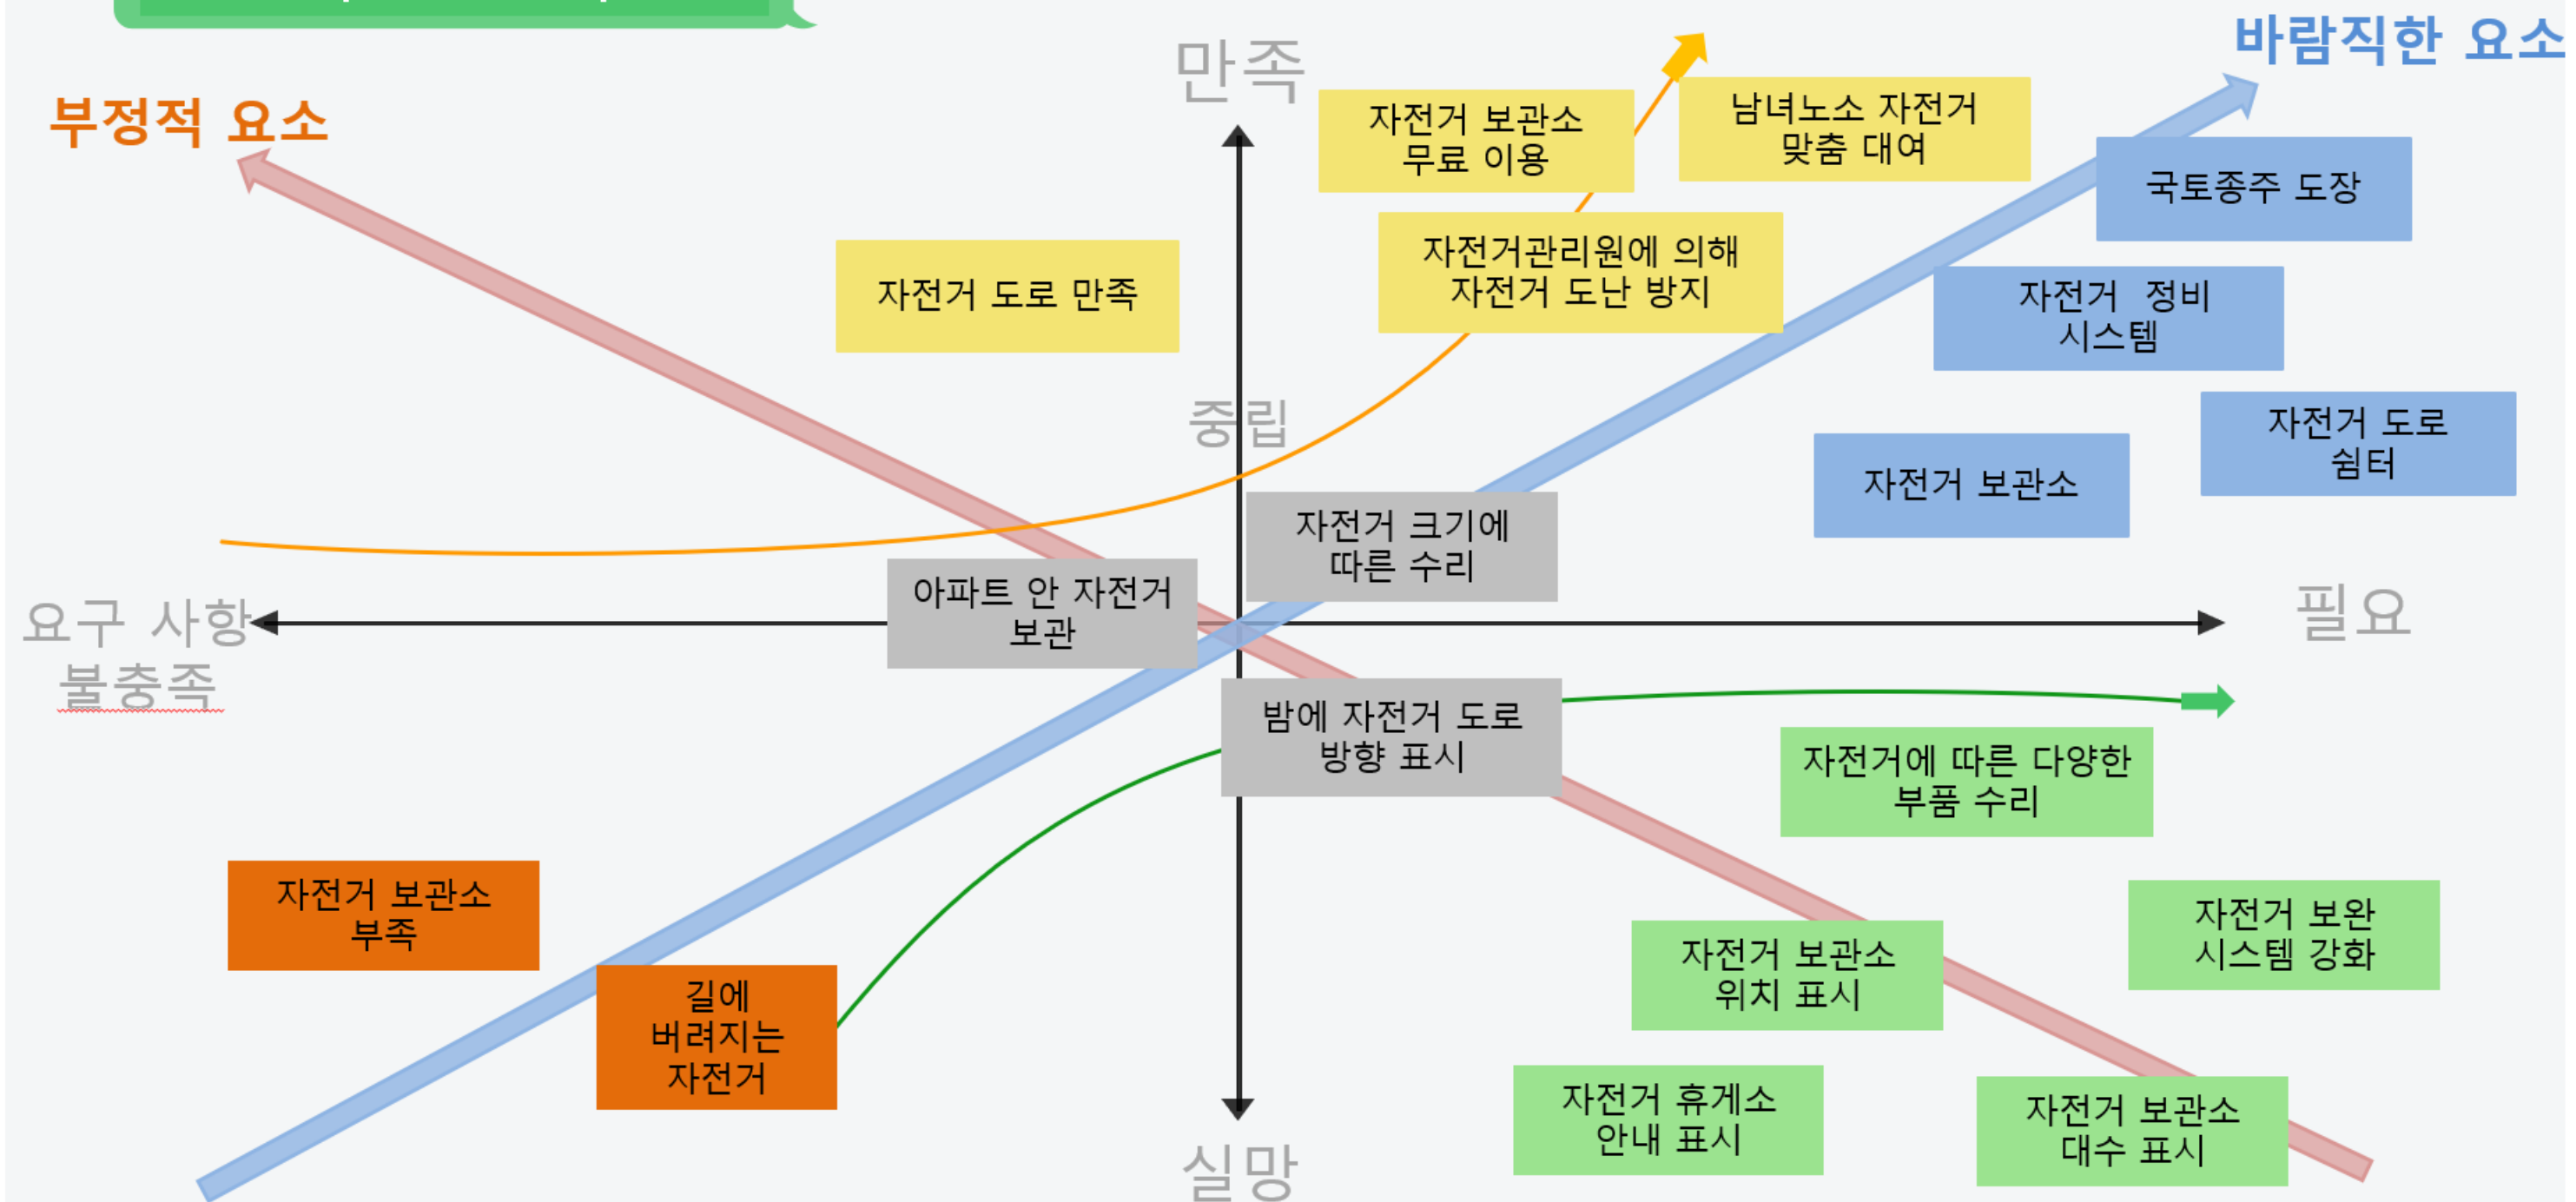 바람직한 요소
만족
부정적 요소
자전거 보관소
무료 이용
남녀노소 자전거
맞춤 대여
국토종주 도장
자전거 도로 만족
자전거관리원에 의해
자전거 도난 방지
자전거 정비
시스템
중립
자전거 보관소
자전거 도로
쉼터
자전거 크기에
따른 수리
아파트 안 자전거
보관
요구 사항
불충족
필요
밤에 자전거 도로
방향 표시
자전거에 따른 다양한
부품 수리
자전거 보관소
부족
길에
버려지는
자전거
자전거 보관소
위치 표시
자전거 보완
시스템 강화
자전거 휴게소
안내 표시
자전거 보관소
대수 표시
실망